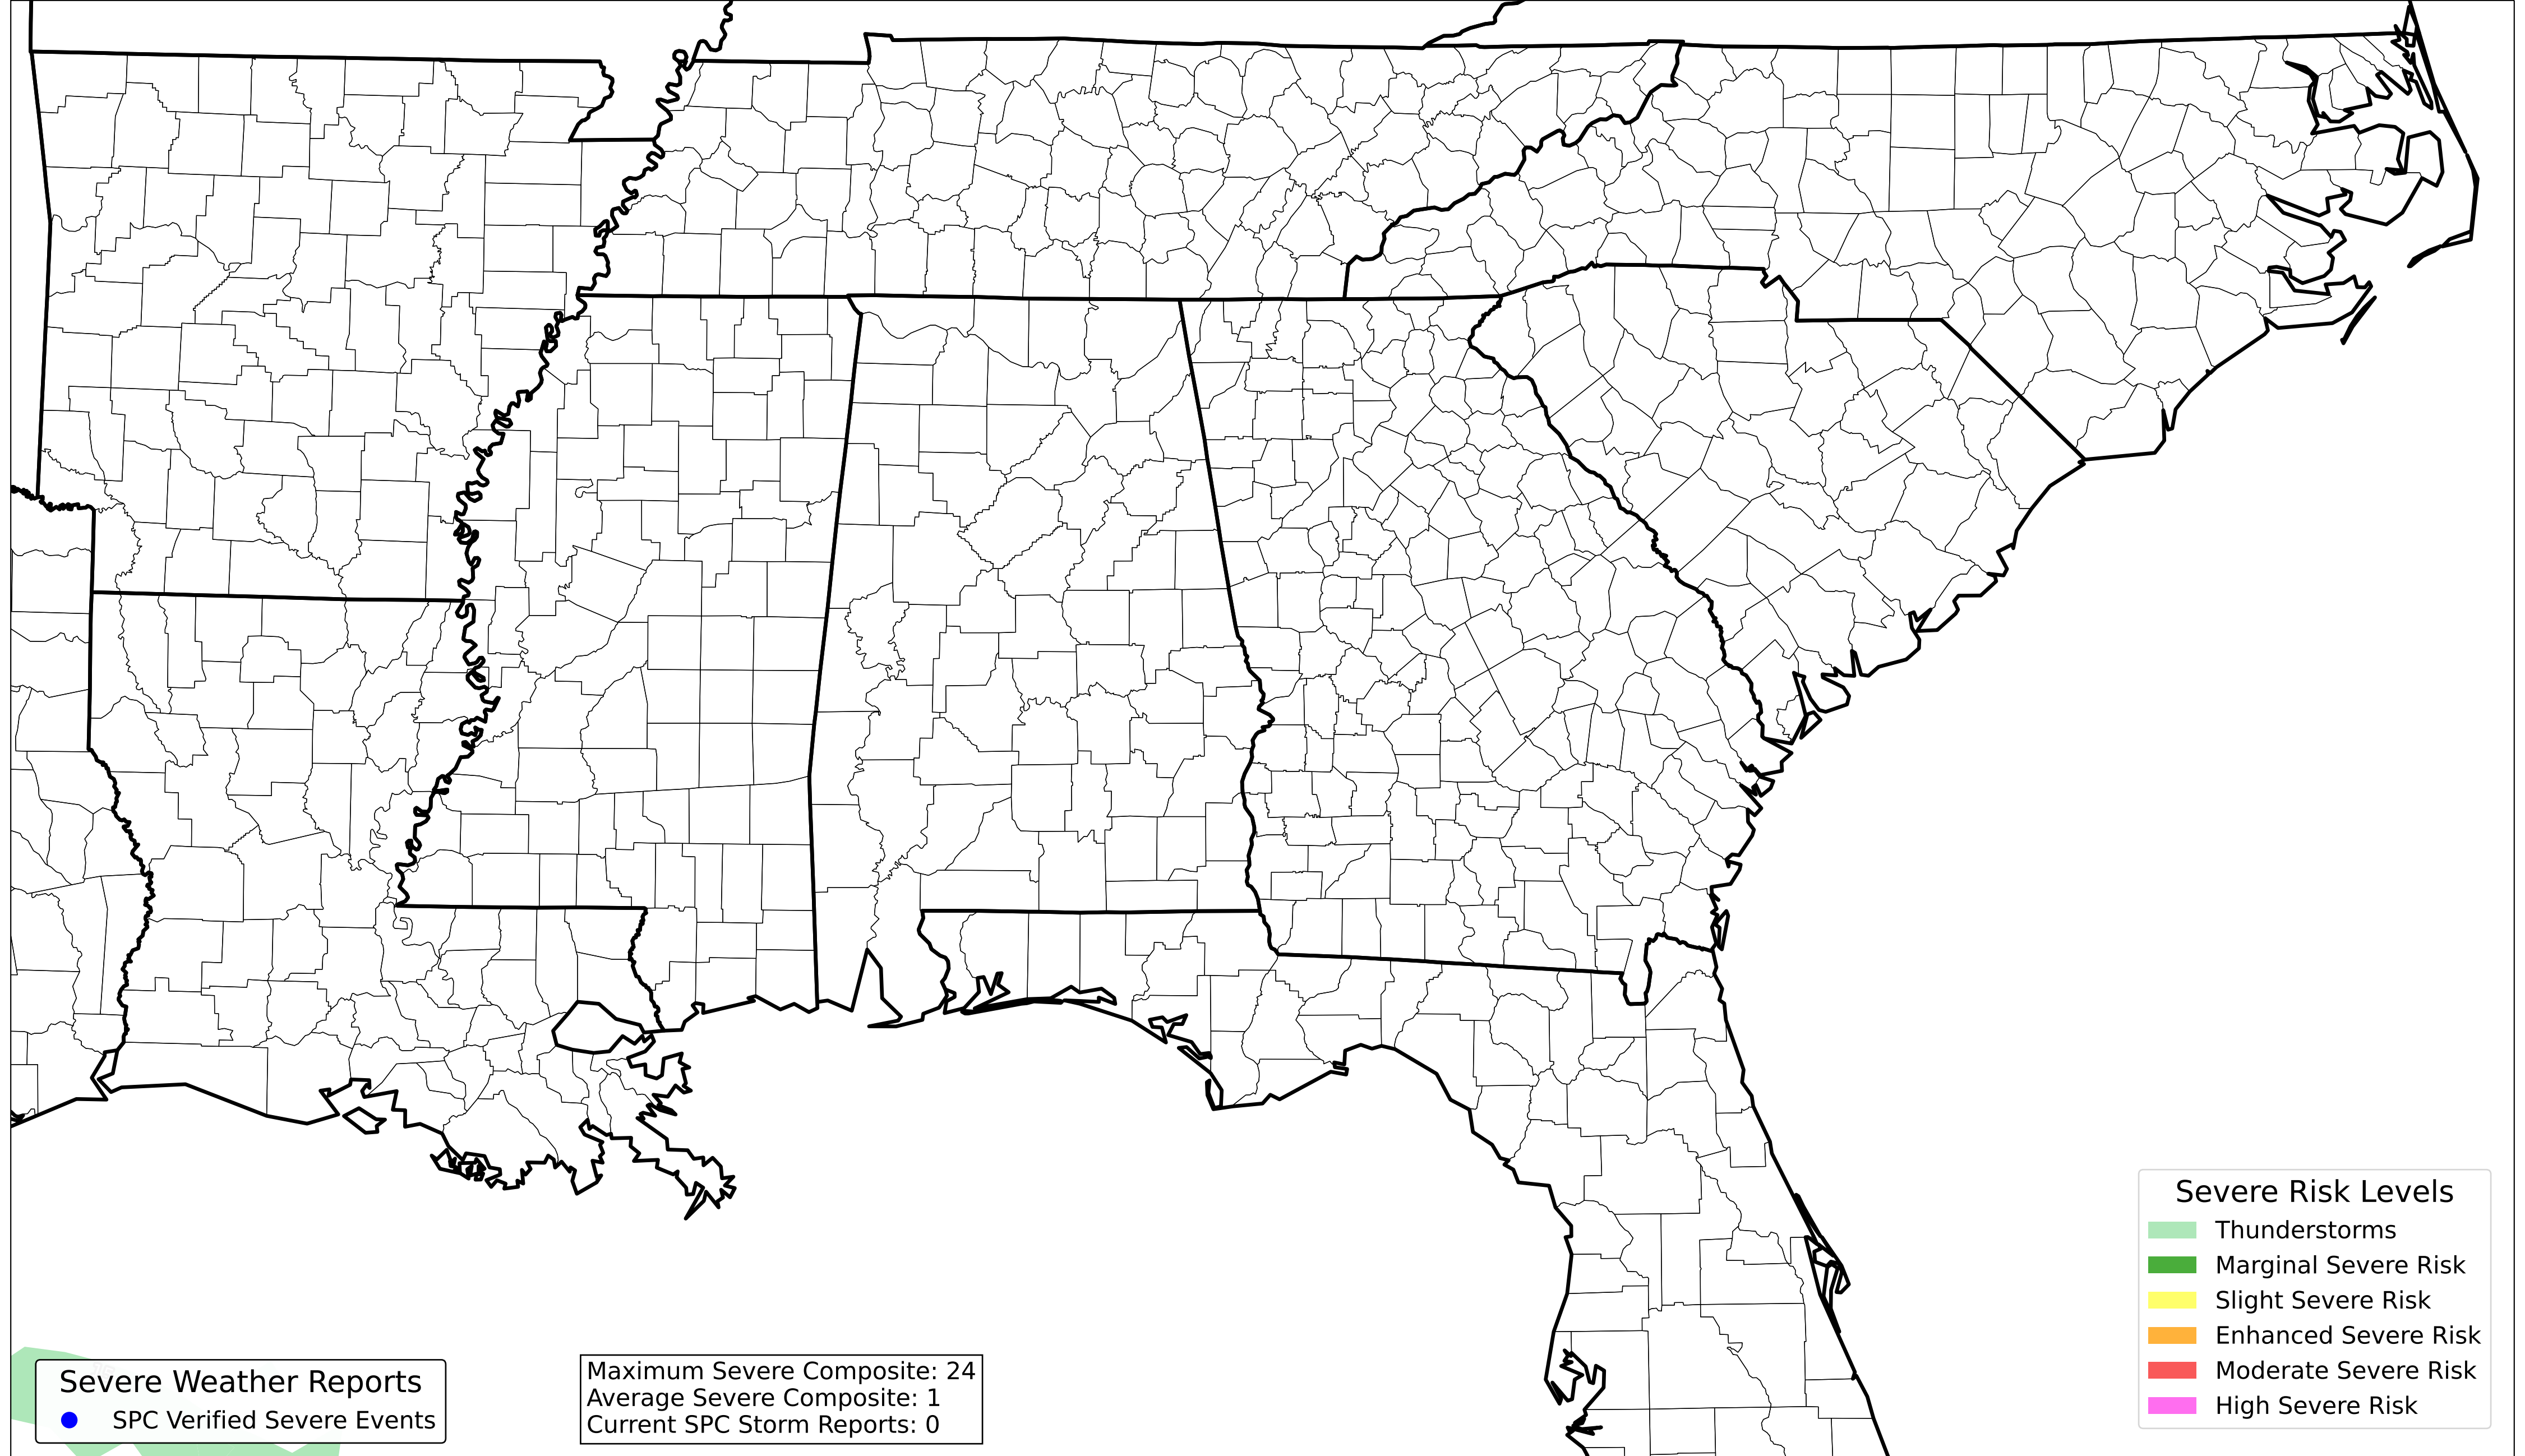 Severe Weather Reports
SPC Verified Severe Events
Maximum Severe Composite: 24
Average Severe Composite: 1
Current SPC Storm Reports: 0
Severe Risk Levels
Thunderstorms
Marginal Severe Risk
Slight Severe Risk
Enhanced Severe Risk
Moderate Severe Risk
High Severe Risk